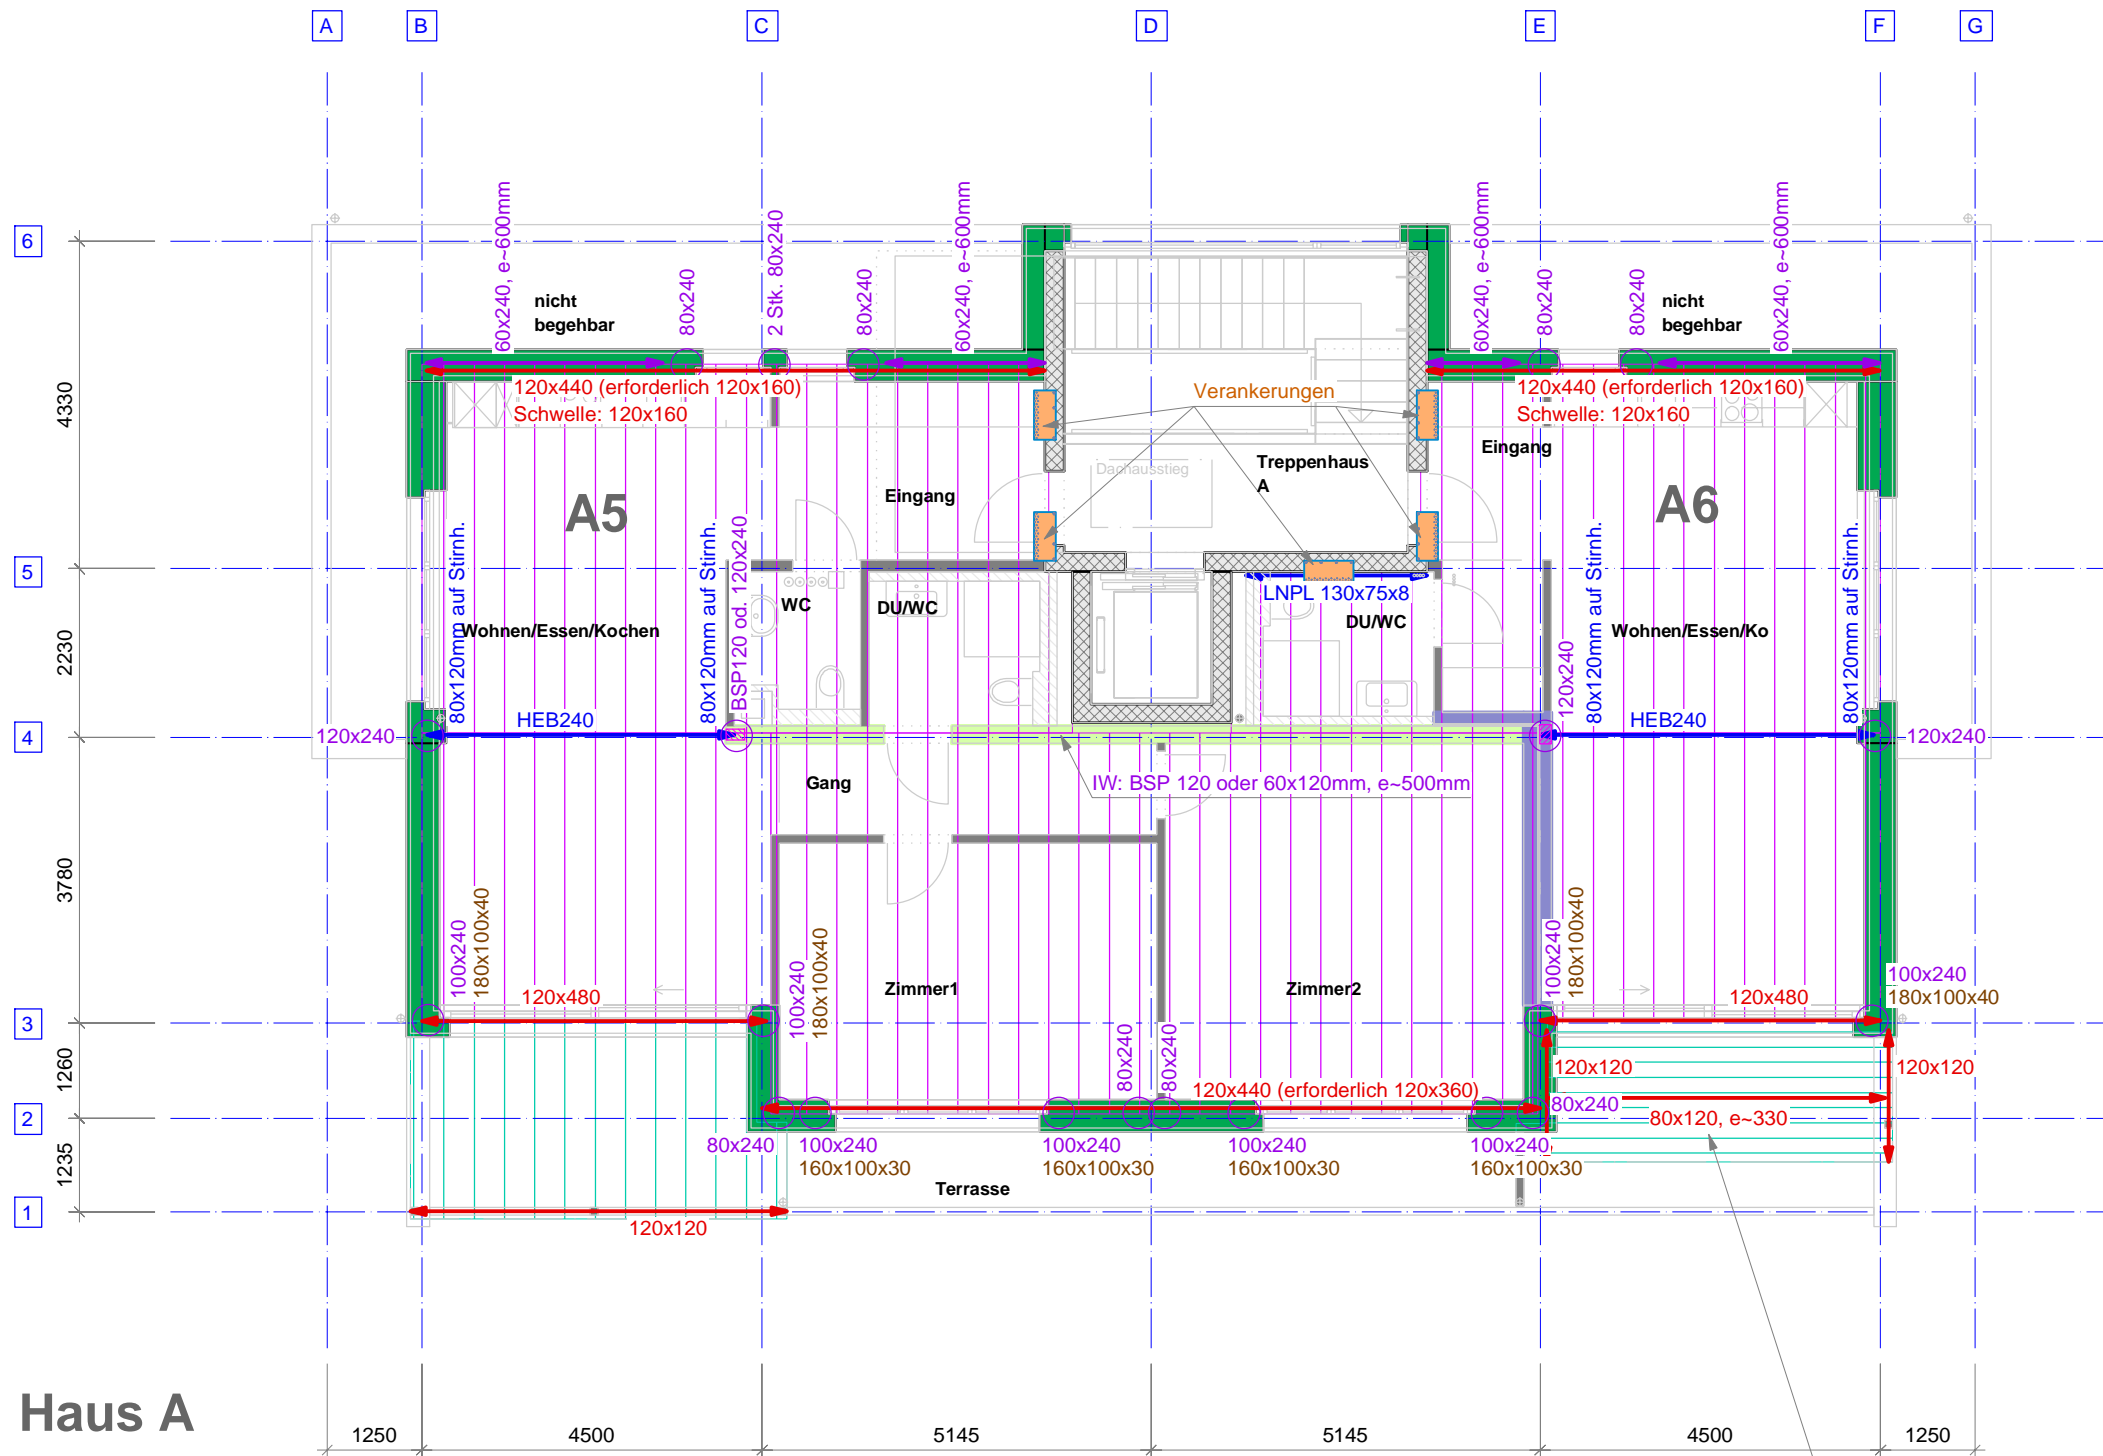 A
B
C
D
E
F
G
6
5
4
3
2
1
4330
2230
3780
1260
1235
60x240, e~600mm
80x240
2 Stk. 80x240
80x240
60x240, e~600mm
60x240, e~600mm
80x240
80x240
60x240, e~600mm
nicht
begehbar
nicht
begehbar
120x440 (erforderlich 120x160)
Schwelle: 120x160
Verankerungen
120x440 (erforderlich 120x160)
Schwelle: 120x160
Dachausstieg
Treppenhaus
A
Eingang
Eingang
A5
A6
80x120mm auf Stirnh.
80x120mm auf Stirnh.
BSP120 od. 120x240
WC
DU/WC
LNPL 130x75x8
DU/WC
120x240
80x120mm auf Stirnh.
80x120mm auf Stirnh.
Wohnen/Essen/Kochen
Wohnen/Essen/Ko
120x240
HEB240
HEB240
120x240
Gang
IW: BSP 120 oder 60x120mm, e~500mm
100x240
180x100x40
120x480
100x240
180x100x40
Zimmer1
Zimmer2
100x240
180x100x40
120x480
100x240
180x100x40
80x240
80x240
120x440 (erforderlich 120x360)
120x120
120x120
80x240
80x120, e~330
80x240
100x240
160x100x30
100x240
160x100x30
100x240
160x100x30
100x240
160x100x30
Terrasse
120x120
Haus A
1250
4500
5145
5145
4500
1250